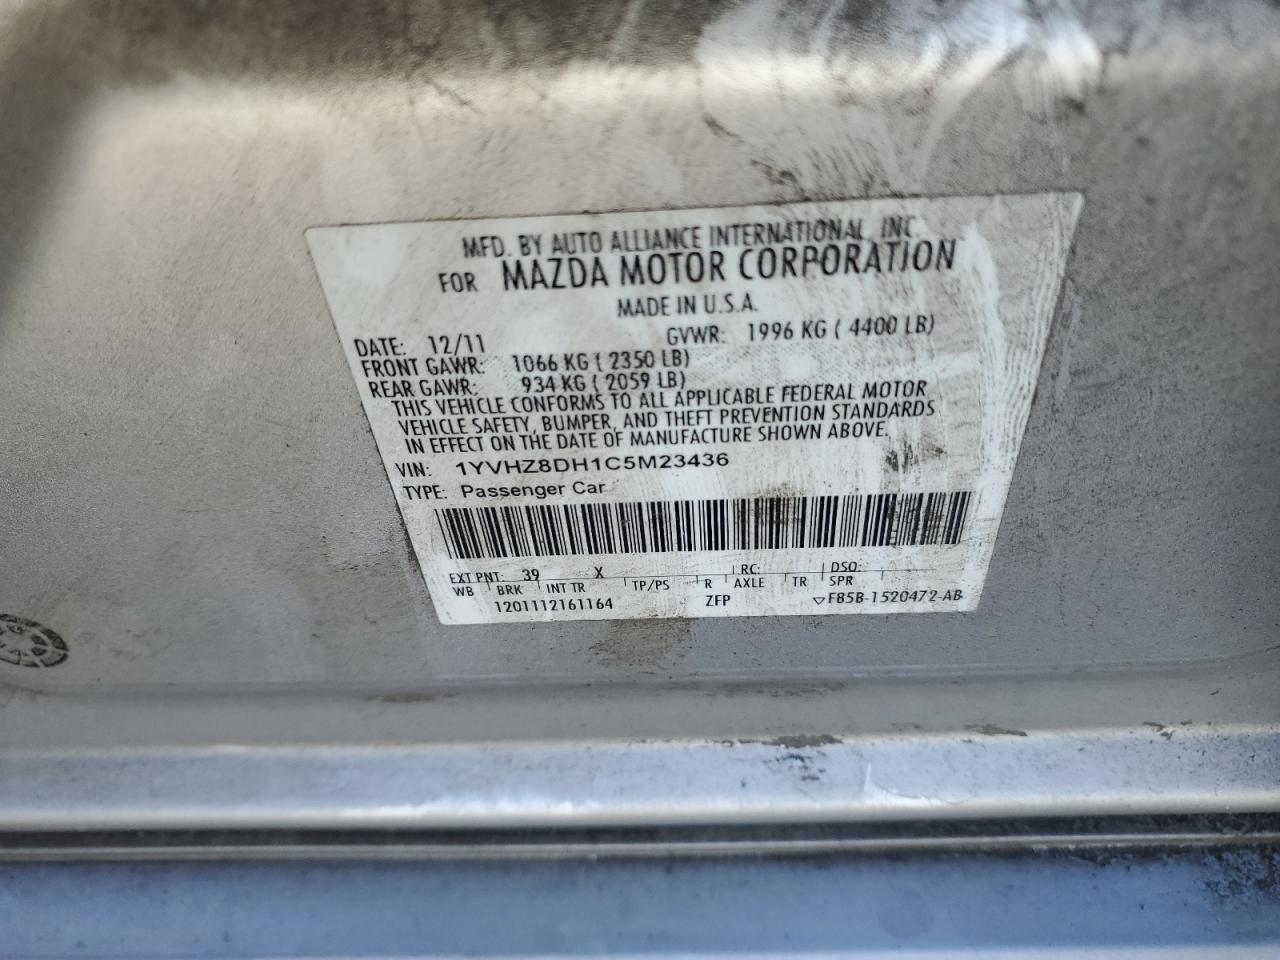 MFD. BY AUTO ALLIANCE INTERNATIONAL, INC
FOR MAZDA MOTOR CORPORATION
MADE IN U.S.A.
DATE: 12/11 GVWR: 1996 KG ( 4400 LB)
FRONT GAWR: 1066 KG ( 2350 LB)
REAR GAWR: 934 KG ( 2059 LB)
THIS VEHICLE CONFORMS TO ALL APPLICABLE FEDERAL MOTOR
VEHICLE SAFETY, BUMPER, AND THEFT PREVENTION STANDARDS
IN EFFECT ON THE DATE OF MANUFACTURE SHOWN ABOVE.
VIN: 1YVHZ8DH1C5M23436
TYPE: Passenger Car
EXT PNT: 39 X RC: DSO:
WB BRK INT TR TP/PS R AXLE TR SPR
1201112161164 ZFP ▽FB5B-1520472-AB